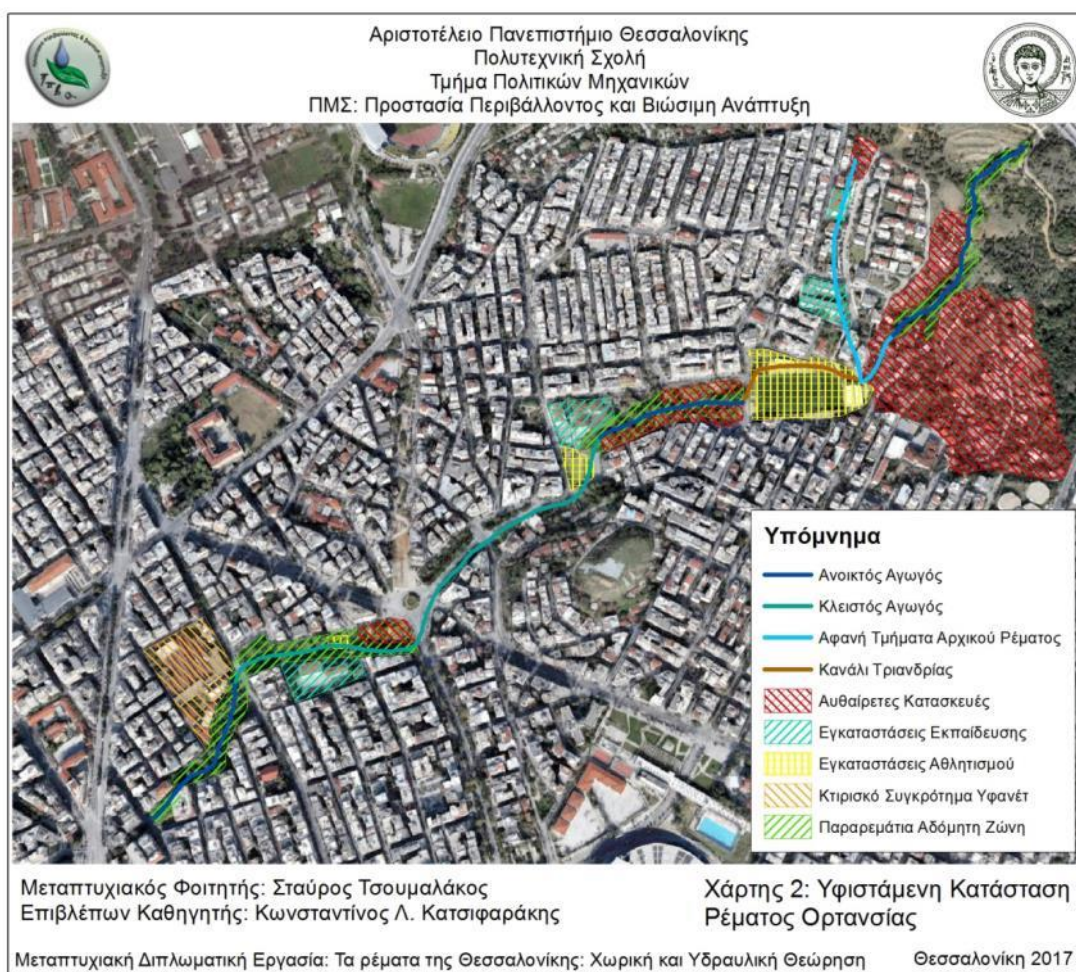 Αριστοτέλειο Πανεπιστήμιο Θεσσαλονίκης
Πολυτεχνική Σχολή
Τμήμα Πολιτικών Μηχανικών
ΠΜΣ: Προστασία Περιβάλλοντος και Βιώσιμη Ανάπτυξη
Υπόμνημα
Ανοικτός Αγωγός
Κλειστός Αγωγός
Αφανή Τμήματα Αρχικού Ρέματος
Κανάλι Τριανδρίας
Αυθαίρετες Κατασκευές
Εγκαταστάσεις Εκπαίδευσης
Εγκαταστάσεις Αθλητισμού
Κτιρισκό Συγκρότημα Υφανέτ
Παραρεμάτια Αδόμητη Ζώνη
Μεταπτυχιακός Φοιτητής: Σταύρος Τσουμαλάκος
Επιβλέπων Καθηγητής: Κωνσταντίνος Λ. Κατσιφαράκης
Χάρτης 2: Υφιστάμενη Κατάσταση
Ρέματος Ορτανσίας
Μεταπτυχιακή Διπλωματική Εργασία: Τα ρέματα της Θεσσαλονίκης: Χωρική και Υδραυλική Θεώρηση
Θεσσαλονίκη 2017